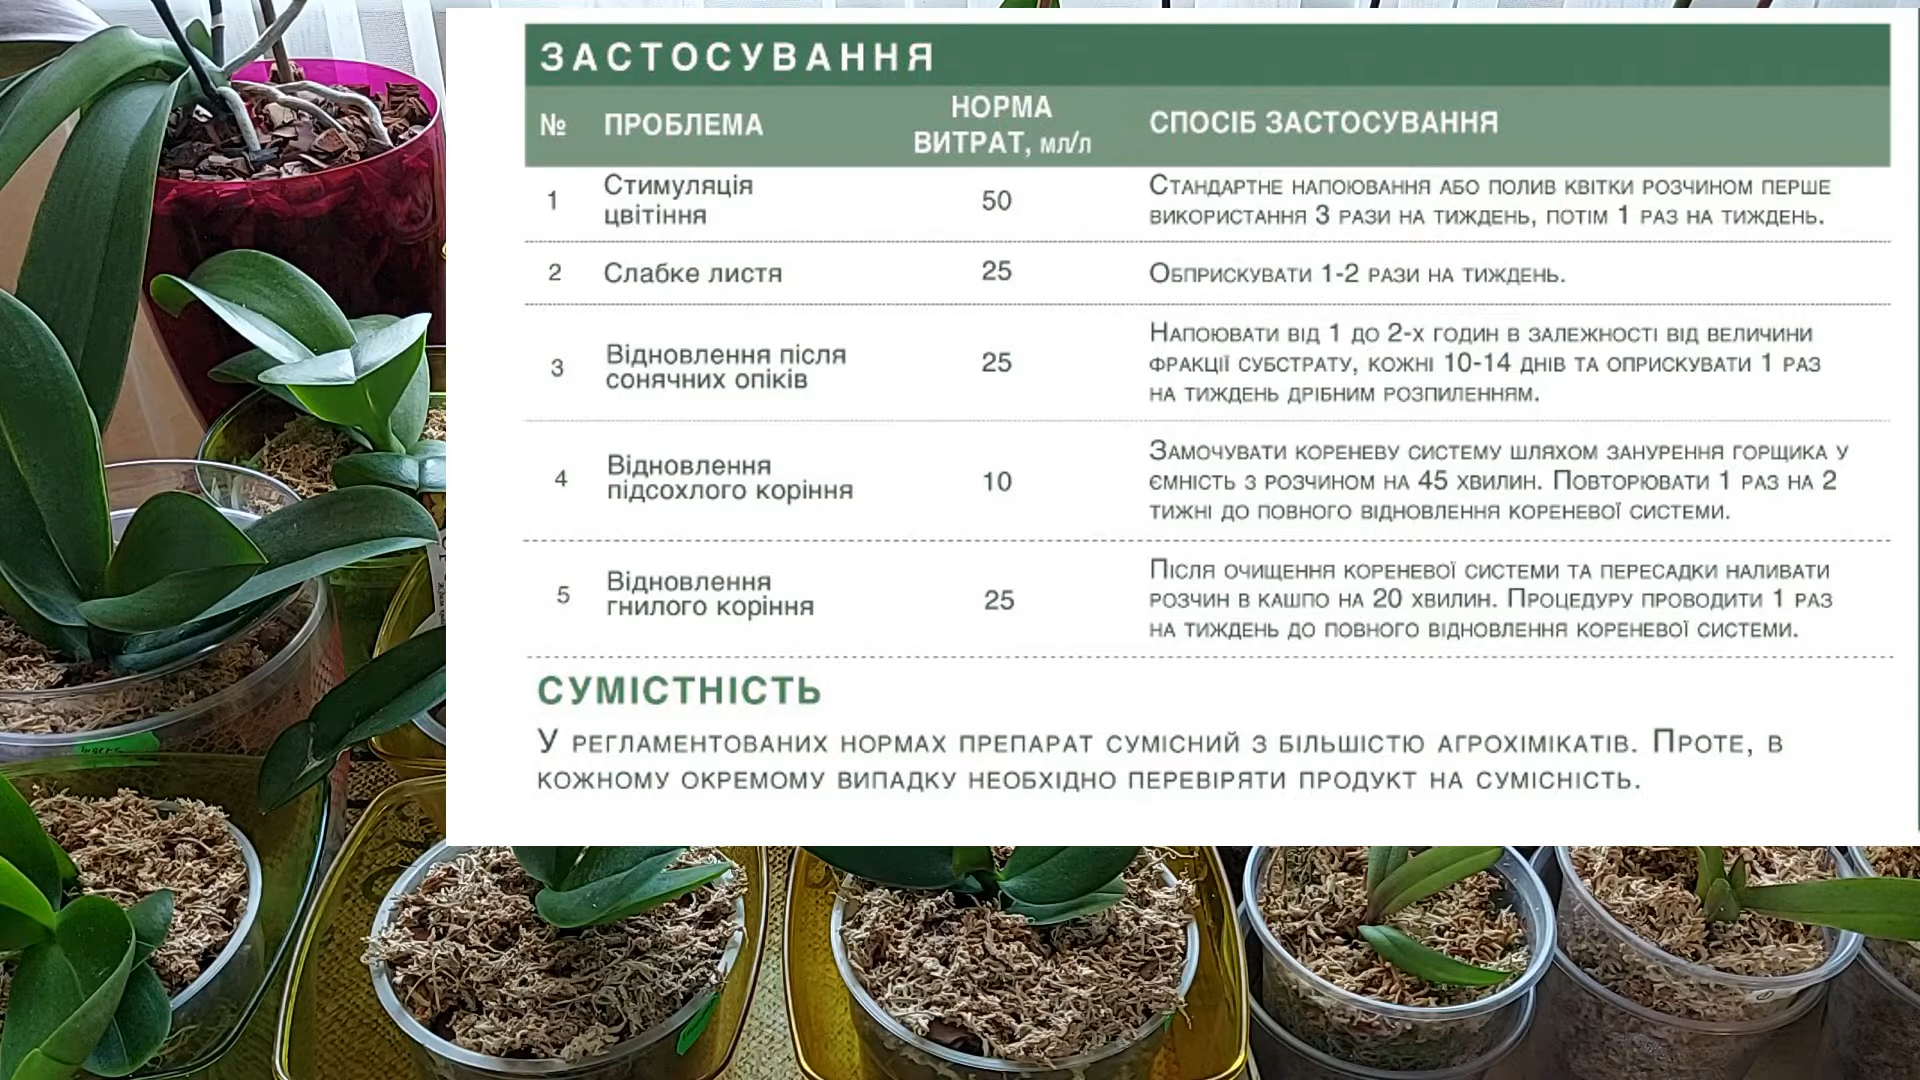 ЗАСТОСУВАННЯ
№ ПРОБЛЕМА НОРМА ВИТРАТ, мл/л СПОСІБ ЗАСТОСУВАННЯ
1 Стимуляція цвітіння 50 Стандартне напоювання або полив квітки розчином перше
використання 3 рази на тиждень, потім 1 раз на тиждень.
2 Слабке листя 25 Обприскувати 1-2 рази на тиждень.
3 Відновлення після сонячних опіків 25 Напоювати від 1 до 2-х годин в залежності від величини
фракції субстрату, кожні 10-14 днів та оприскувати 1 раз
на тиждень дрібним розпиленням.
4 Відновлення підсохлого коріння 10 Замочувати кореневу систему шляхом занурення горщика у
ємність з розчином на 45 хвилин. Повторювати 1 раз на 2
тижні до повного відновлення кореневої системи.
5 Відновлення гнилого коріння 25 Після очищення кореневої системи та пересадки наливати
розчин в кашпо на 20 хвилин. Процедуру проводити 1 раз
на тиждень до повного відновлення кореневої системи.
СУМІСТНІСТЬ
У регламентованих нормах препарат сумісний з більшістю агрохімікатів. Проте, в
кожному окремому випадку необхідно перевіряти продукт на сумісність.